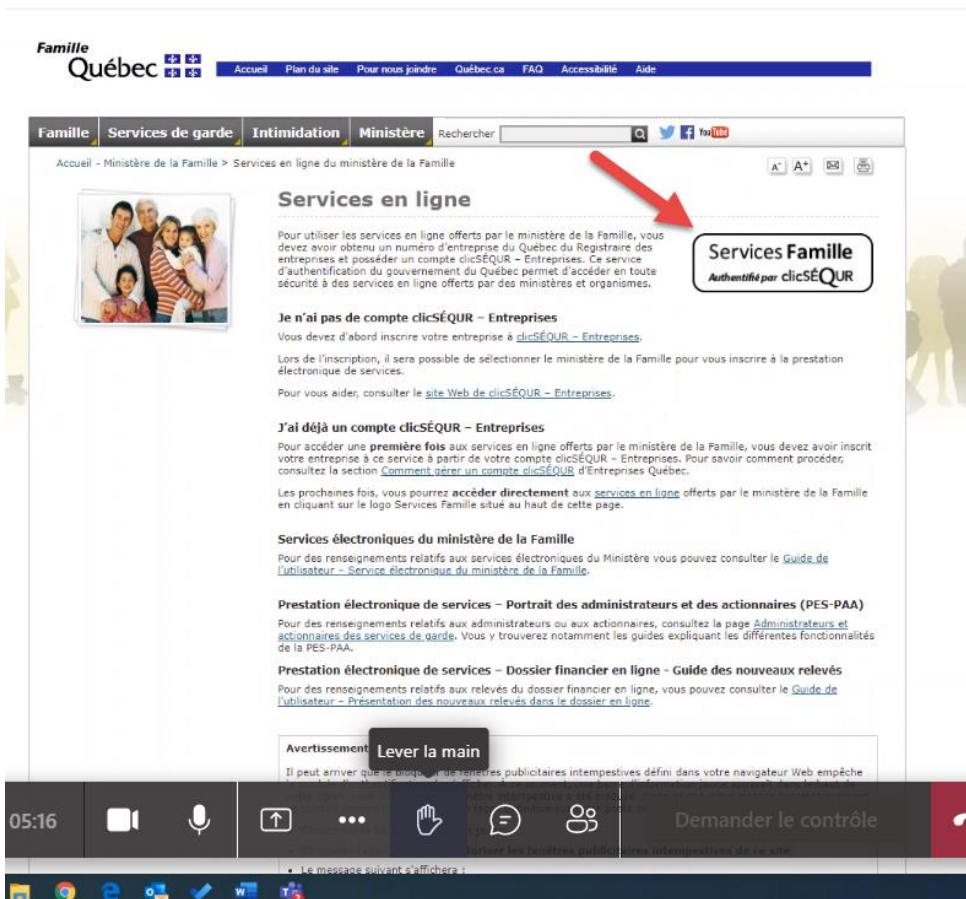 Famille
Québec
Accueil Plan du site Pour nous joindre Québec.ca FAQ Accessibilité Aide
Famille Services de garde Intimidation Ministère Rechercher You Tube
Accueil - Ministère de la Famille > Services en ligne du ministère de la Famille A- A+
Services en ligne
Pour utiliser les services en ligne offerts par le ministère de la Famille, vous
devez avoir obtenu un numéro d'entreprise du Québec du Registraire des
entreprises et posséder un compte clicSÉQUR – Entreprises. Ce service
d'authentification du gouvernement du Québec permet d'accéder en toute
sécurité à des services en ligne offerts par des ministères et organismes.
Services Famille
Authentifié par clicSÉQUR
Je n'ai pas de compte clicSÉQUR – Entreprises
Vous devez d'abord inscrire votre entreprise à clicSÉQUR – Entreprises.
Lors de l'inscription, il sera possible de sélectionner le ministère de la Famille pour vous inscrire à la prestation
électronique de services.
Pour vous aider, consulter le site Web de clicSÉQUR – Entreprises.
J'ai déjà un compte clicSÉQUR – Entreprises
Pour accéder une première fois aux services en ligne offerts par le ministère de la Famille, vous devez avoir inscrit
votre entreprise à ce service à partir de votre compte clicSÉQUR – Entreprises. Pour savoir comment procéder,
consultez la section Comment gérer un compte clicSÉQUR d'Entreprises Québec.
Les prochaines fois, vous pourrez accéder directement aux services en ligne offerts par le ministère de la Famille
en cliquant sur le logo Services Famille situé au haut de cette page.
Services électroniques du ministère de la Famille
Pour des renseignements relatifs aux services électroniques du Ministère vous pouvez consulter le Guide de
l'utilisateur – Service électronique du ministère de la Famille.
Prestation électronique de services – Portrait des administrateurs et des actionnaires (PES-PAA)
Pour des renseignements relatifs aux administrateurs ou aux actionnaires, consultez la page Administrateurs et
actionnaires des services de garde. Vous y trouverez notamment les guides expliquant les différentes fonctionnalités
de la PES-PAA.
Prestation électronique de services – Dossier financier en ligne - Guide des nouveaux relevés
Pour des renseignements relatifs aux relevés du dossier financier en ligne, vous pouvez consulter le Guide de
l'utilisateur – Présentation des nouveaux relevés dans le dossier en ligne.
Avertissement
Lever la main
Il peut arriver que le bloqueur de fenêtres publicitaires intempestives défini dans votre navigateur Web empêche
05:16 Demander le contrôle
les fenêtres publicitaires intempestives de ce site
• Le message suivant s'affichera :